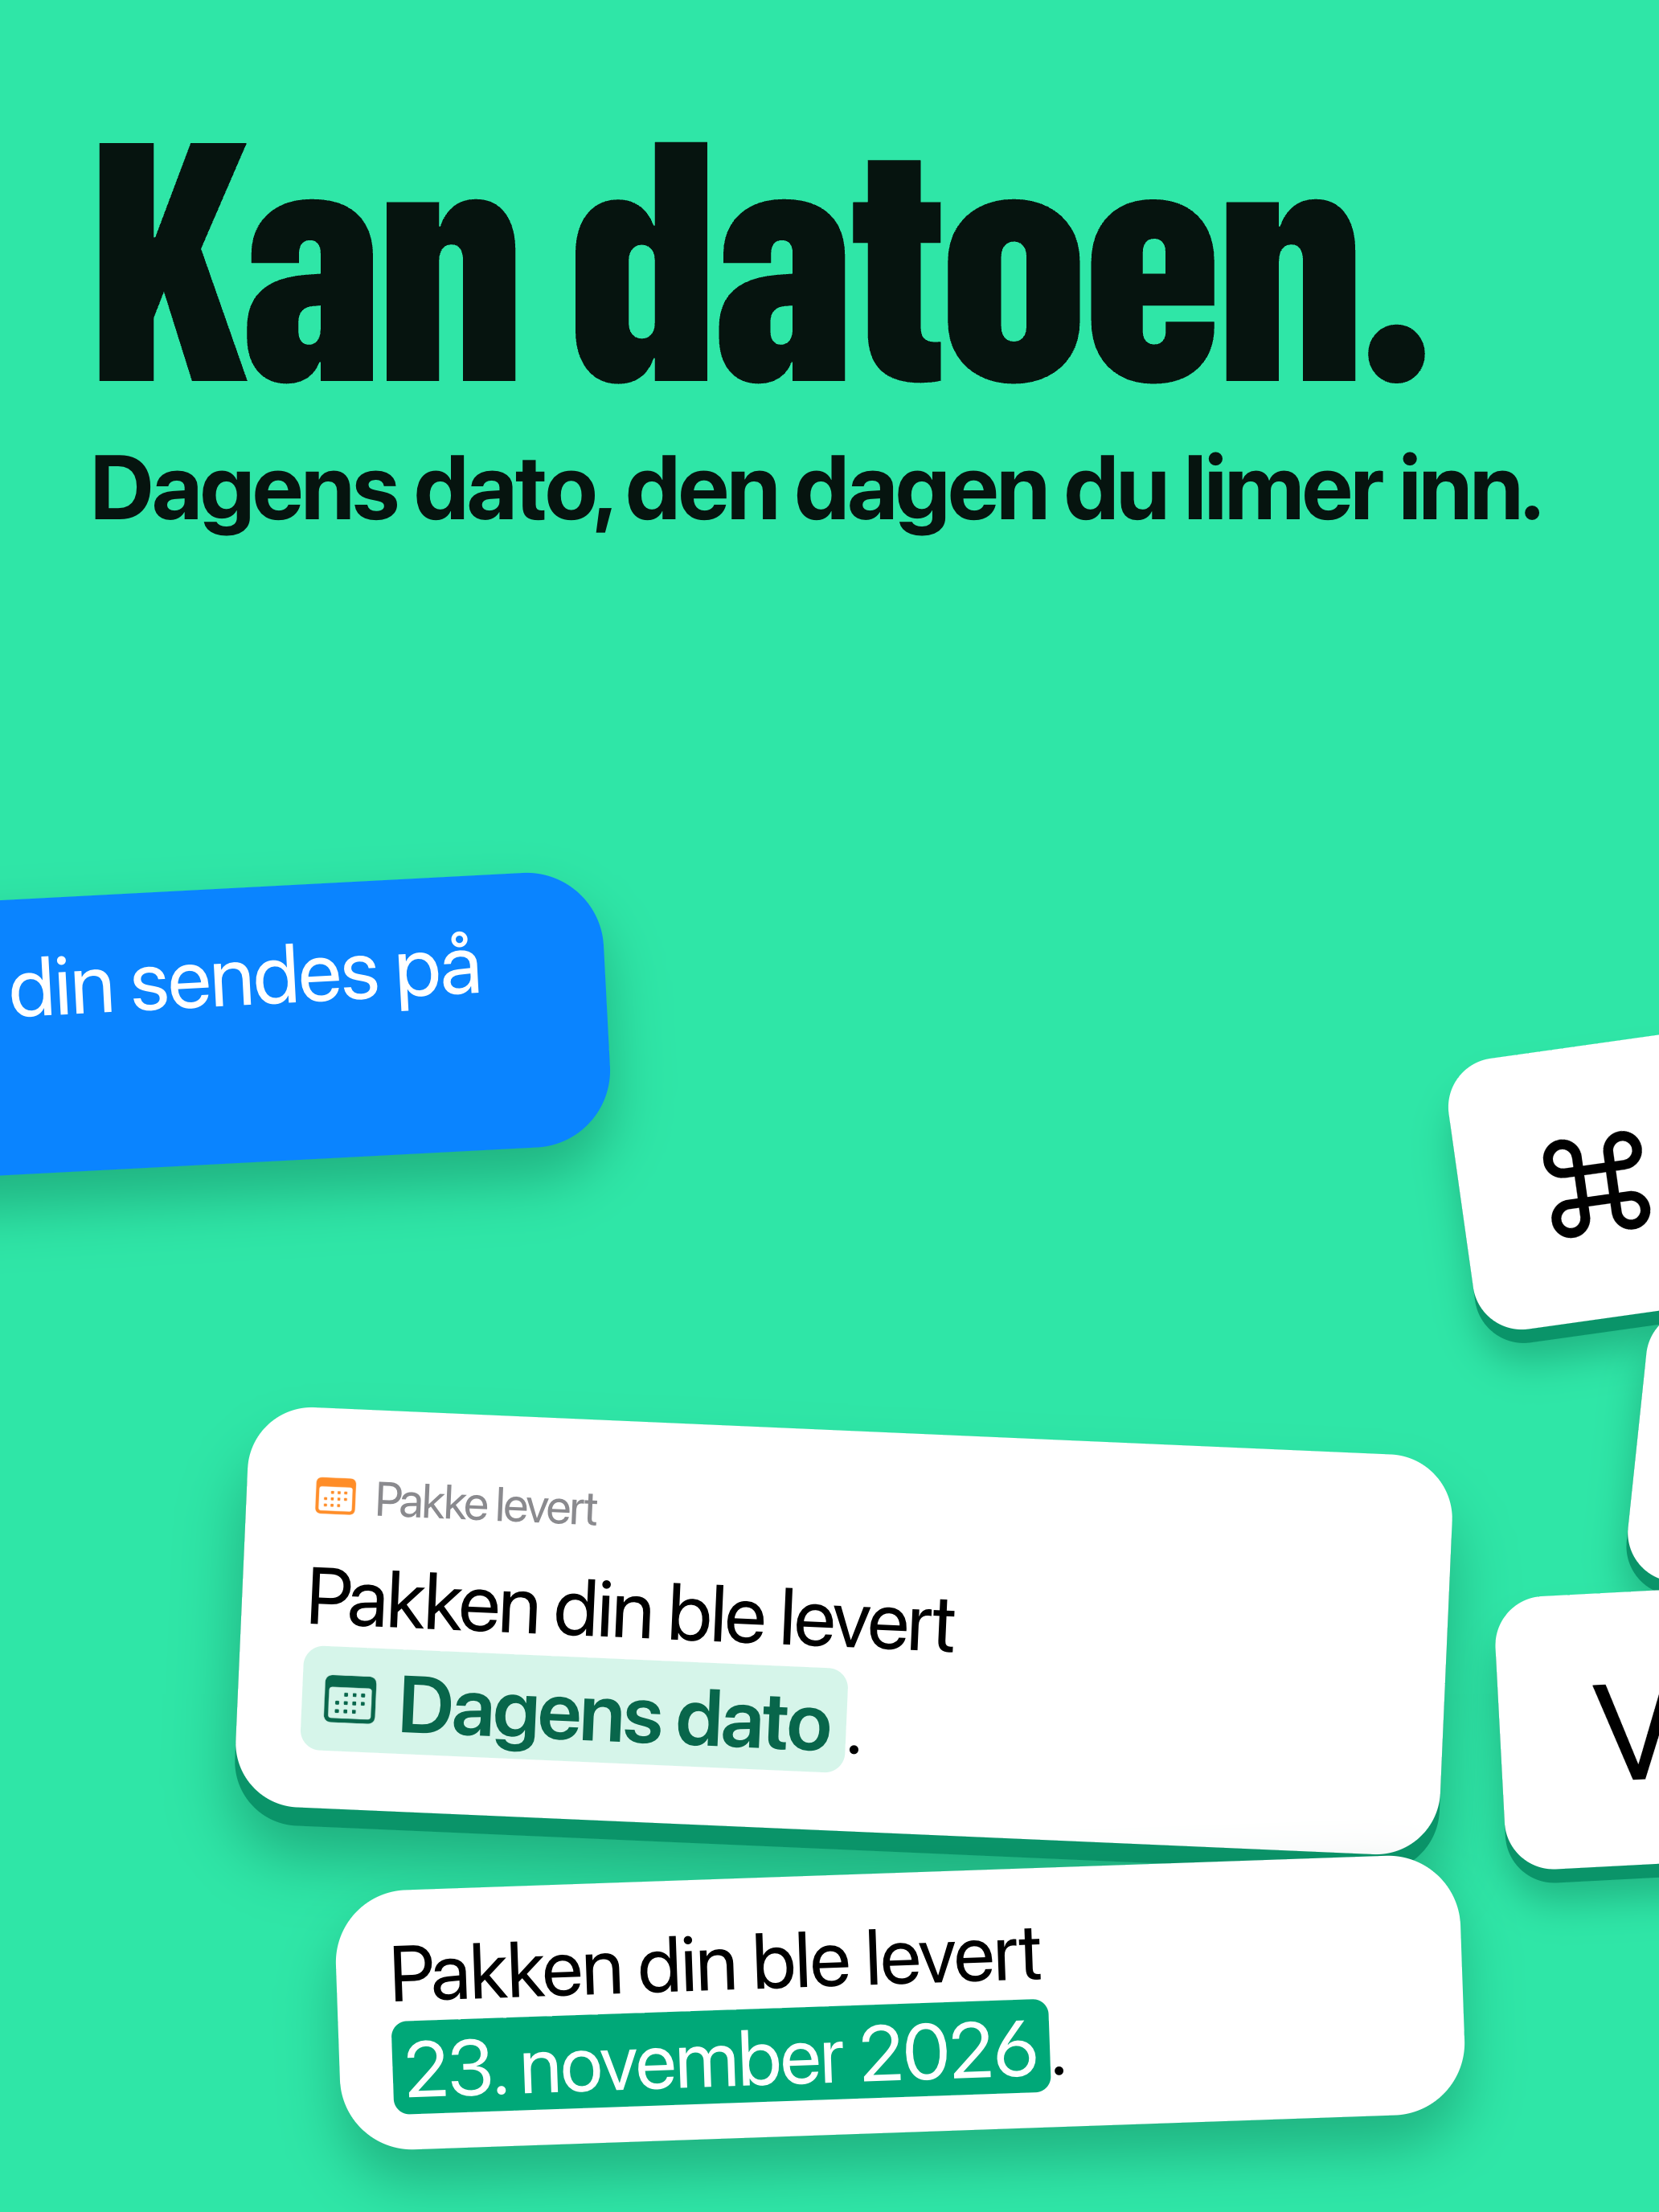 Kan datoen.
Dagens dato, den dagen du limer inn.
din sendes på
⌘
Pakke levert
Pakken din ble levert
Dagens dato.
V
Pakken din ble levert
23. november 2026.